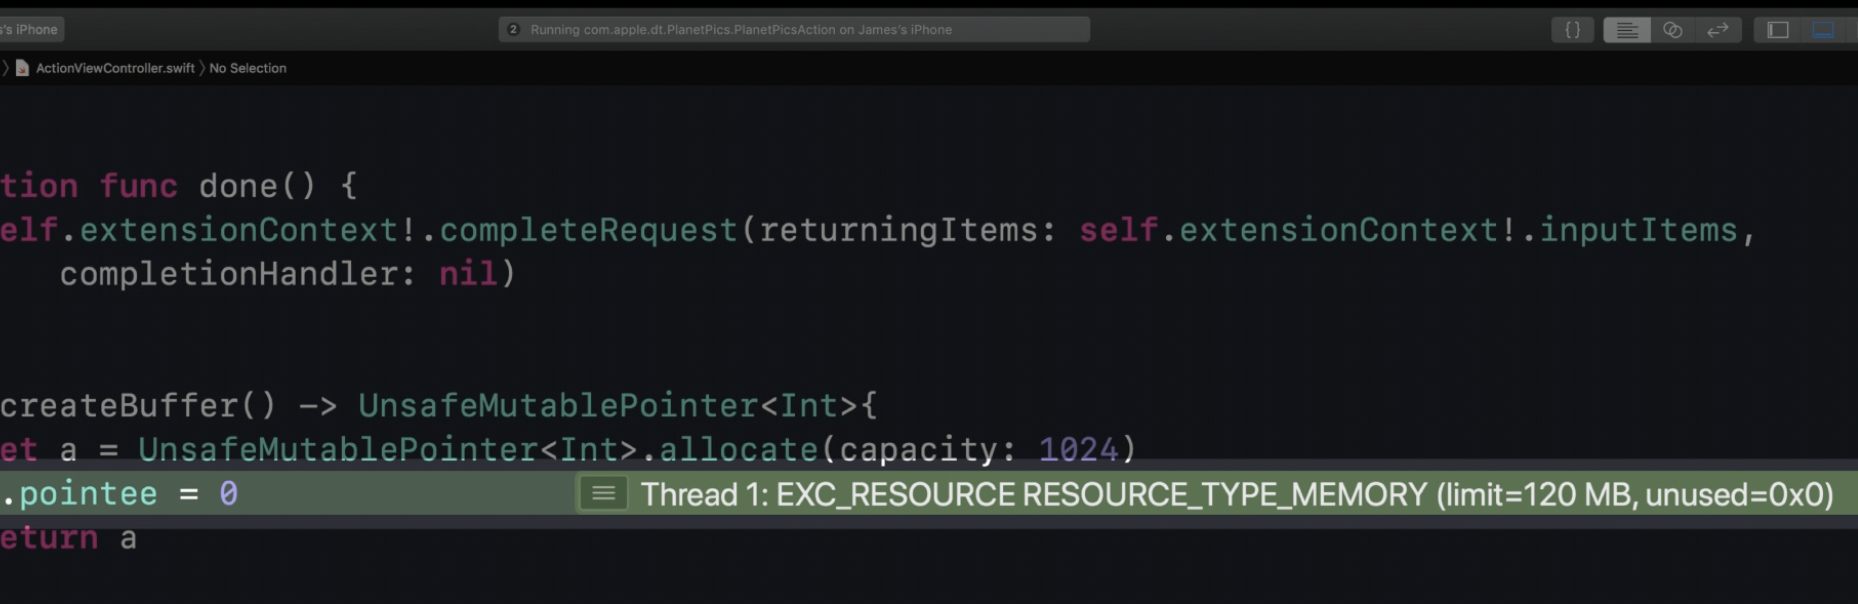 s's iPhone
2 Running com.apple.dt.PlanetPics.PlanetPicsAction on James's iPhone
{ }
ActionViewController.swift 〉 No Selection
tion func done() {
elf.extensionContext!.completeRequest(returningItems: self.extensionContext!.inputItems,
completionHandler: nil)
createBuffer() -> UnsafeMutablePointer<Int>{
et a = UnsafeMutablePointer<Int>.allocate(capacity: 1024)
.pointee = 0
Thread 1: EXC_RESOURCE RESOURCE_TYPE_MEMORY (limit=120 MB, unused=0x0)
eturn a